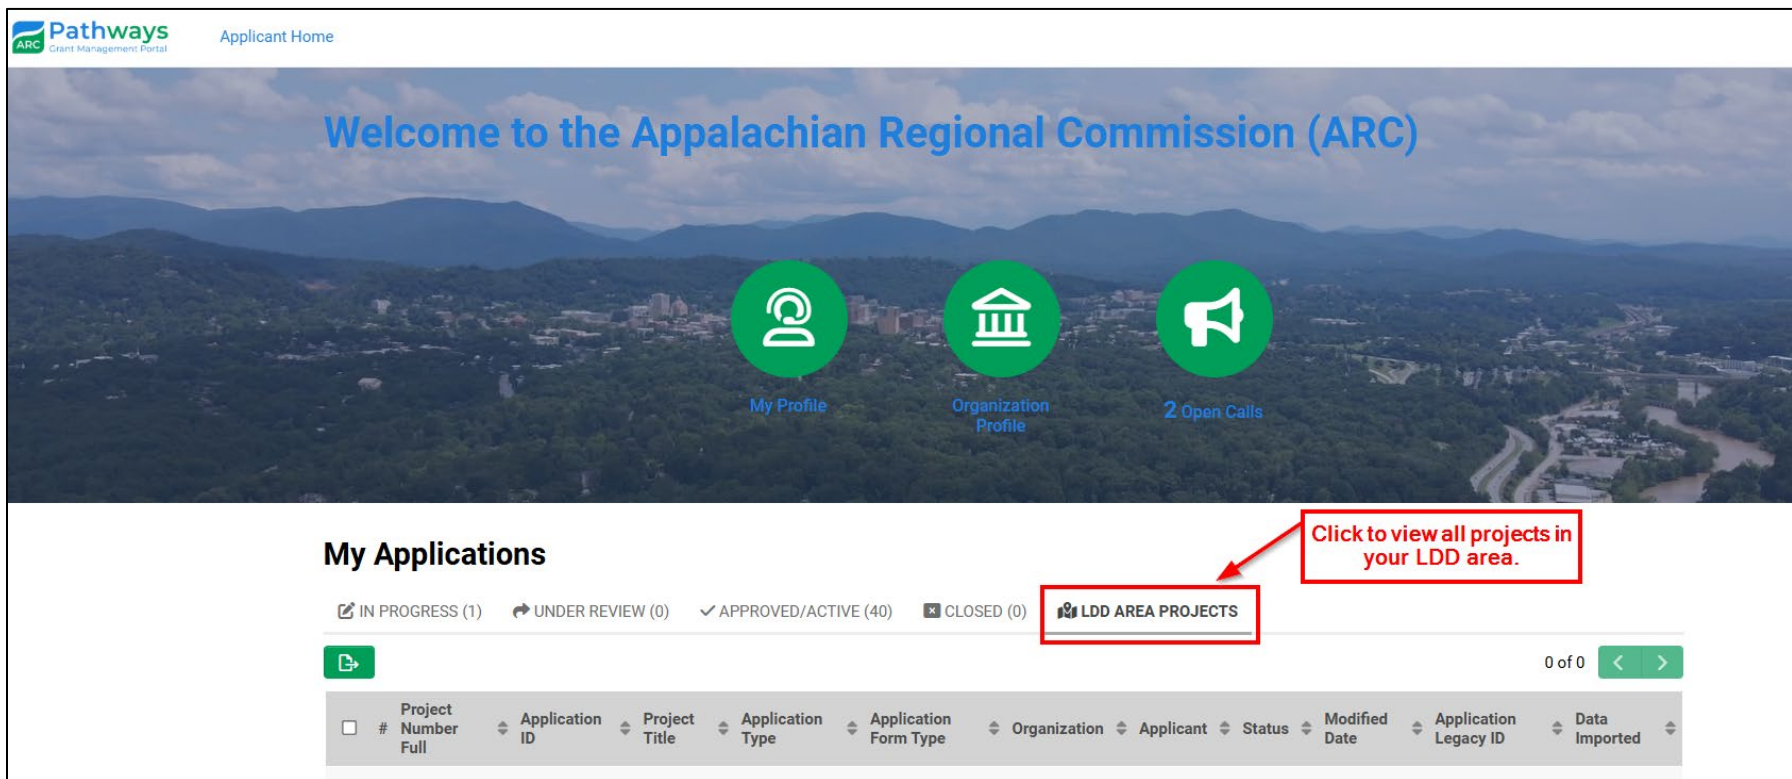 Pathways
ARC
Grant Management Portal
Applicant Home
Welcome to the Appalachian Regional Commission (ARC)
My Profile
Organization
Profile
2 Open Calls
Click to view all projects in
your LDD area.
My Applications
IN PROGRESS (1)
UNDER REVIEW (0)
APPROVED/ACTIVE (40)
CLOSED (0)
LDD AREA PROJECTS
0 of 0
#
Project
Number
Full
Application
ID
Project
Title
Application
Type
Application
Form Type
Organization
Applicant
Status
Modified
Date
Application
Legacy ID
Data
Imported